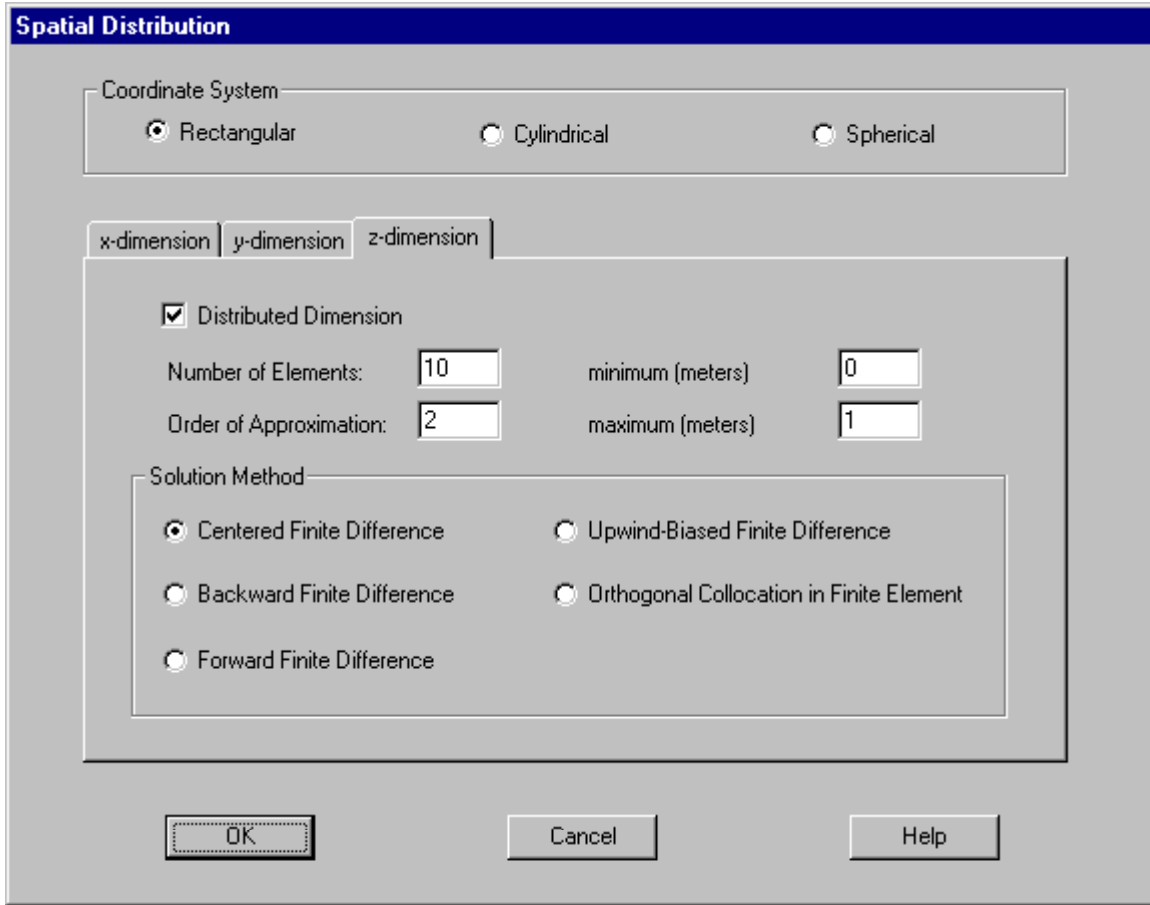 Spatial Distribution
Coordinate System
Rectangular Cylindrical Spherical
x-dimension y-dimension z-dimension
Distributed Dimension
Number of Elements: 10 minimum (meters) 0
Order of Approximation: 2 maximum (meters) 1
Solution Method
Centered Finite Difference Upwind-Biased Finite Difference
Backward Finite Difference Orthogonal Collocation in Finite Element
Forward Finite Difference
OK Cancel Help